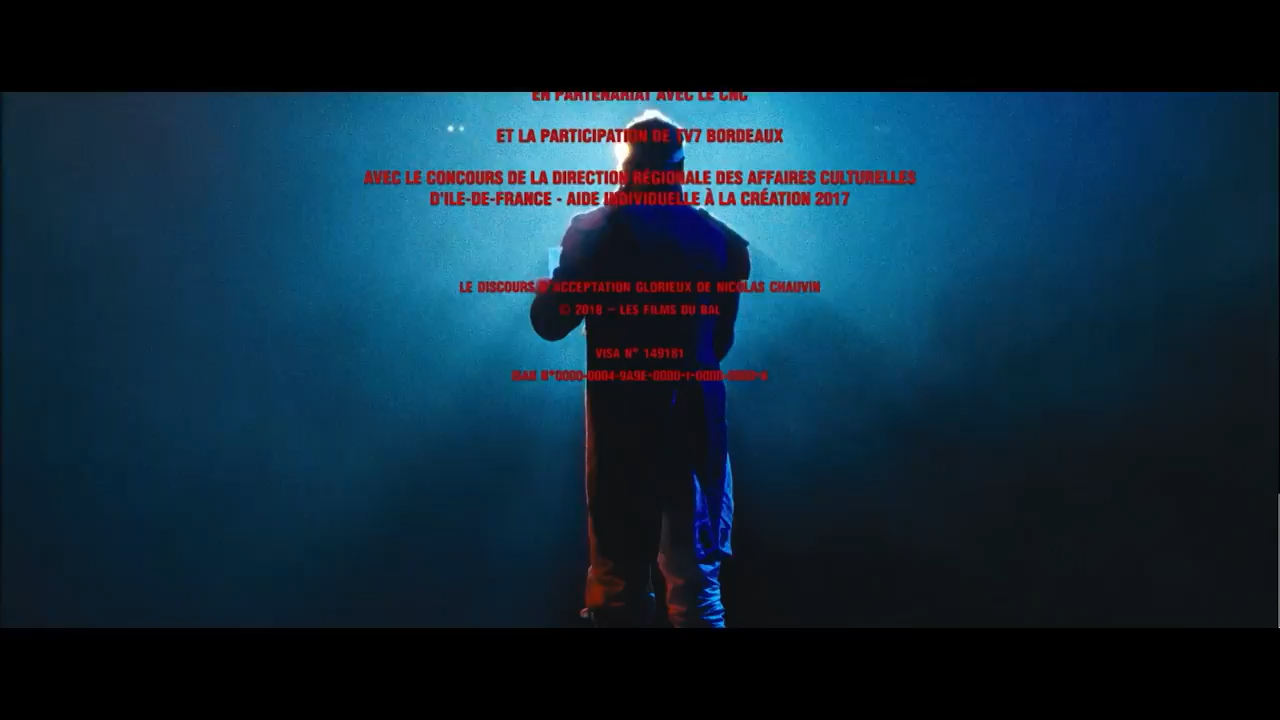 EN PARTENARIAT AVEC LE CNC
ET LA PARTICIPATION DE TV7 BORDEAUX
AVEC LE CONCOURS DE LA DIRECTION RÉGIONALE DES AFFAIRES CULTURELLES
D'ILE-DE-FRANCE - AIDE INDIVIDUELLE À LA CRÉATION 2017
LE DISCOURS D'ACCEPTATION GLORIEUX DE NICOLAS CHAUVIN
© 2018 – LES FILMS DU BAL
VISA N° 149181